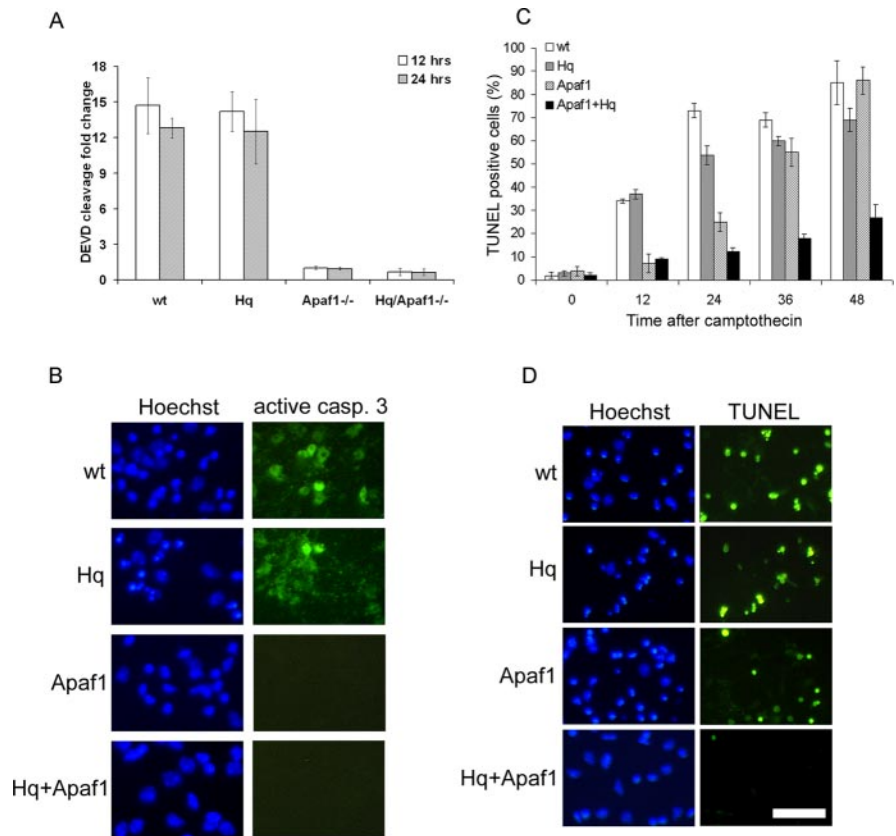 A
DEVD cleavage fold change
18
15
12
9
6
3
0
12 hrs
24 hrs
wt Hq Apaf1-/- Hq/Apaf1-/-
C
TUNEL positive cells (%)
100
90
80
70
60
50
40
30
20
10
0
wt
Hq
Apaf1
Apaf1+Hq
0 12 24 36 48
Time after camptothecin
B
Hoechst active casp. 3
wt
Hq
Apaf1
Hq+Apaf1
D
Hoechst TUNEL
wt
Hq
Apaf1
Hq+Apaf1